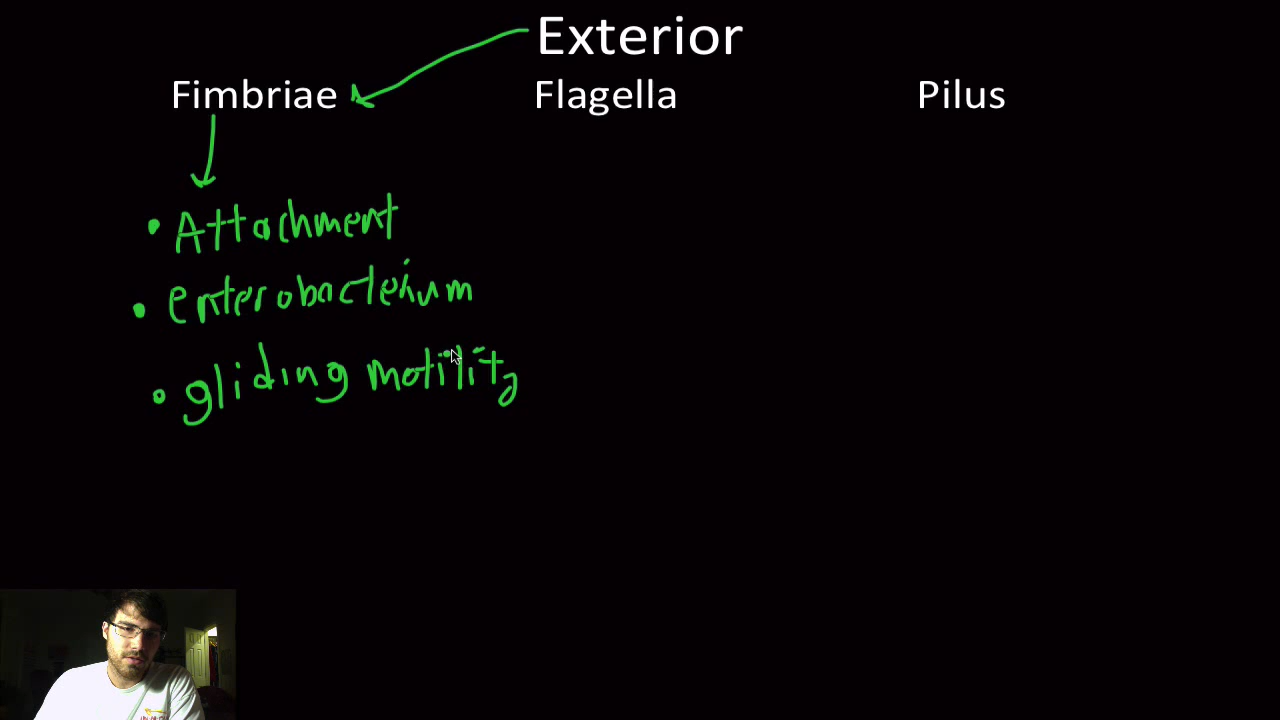 Exterior
Fimbriae Flagella Pilus
• Attachment
• enterobacterium
• gliding motility